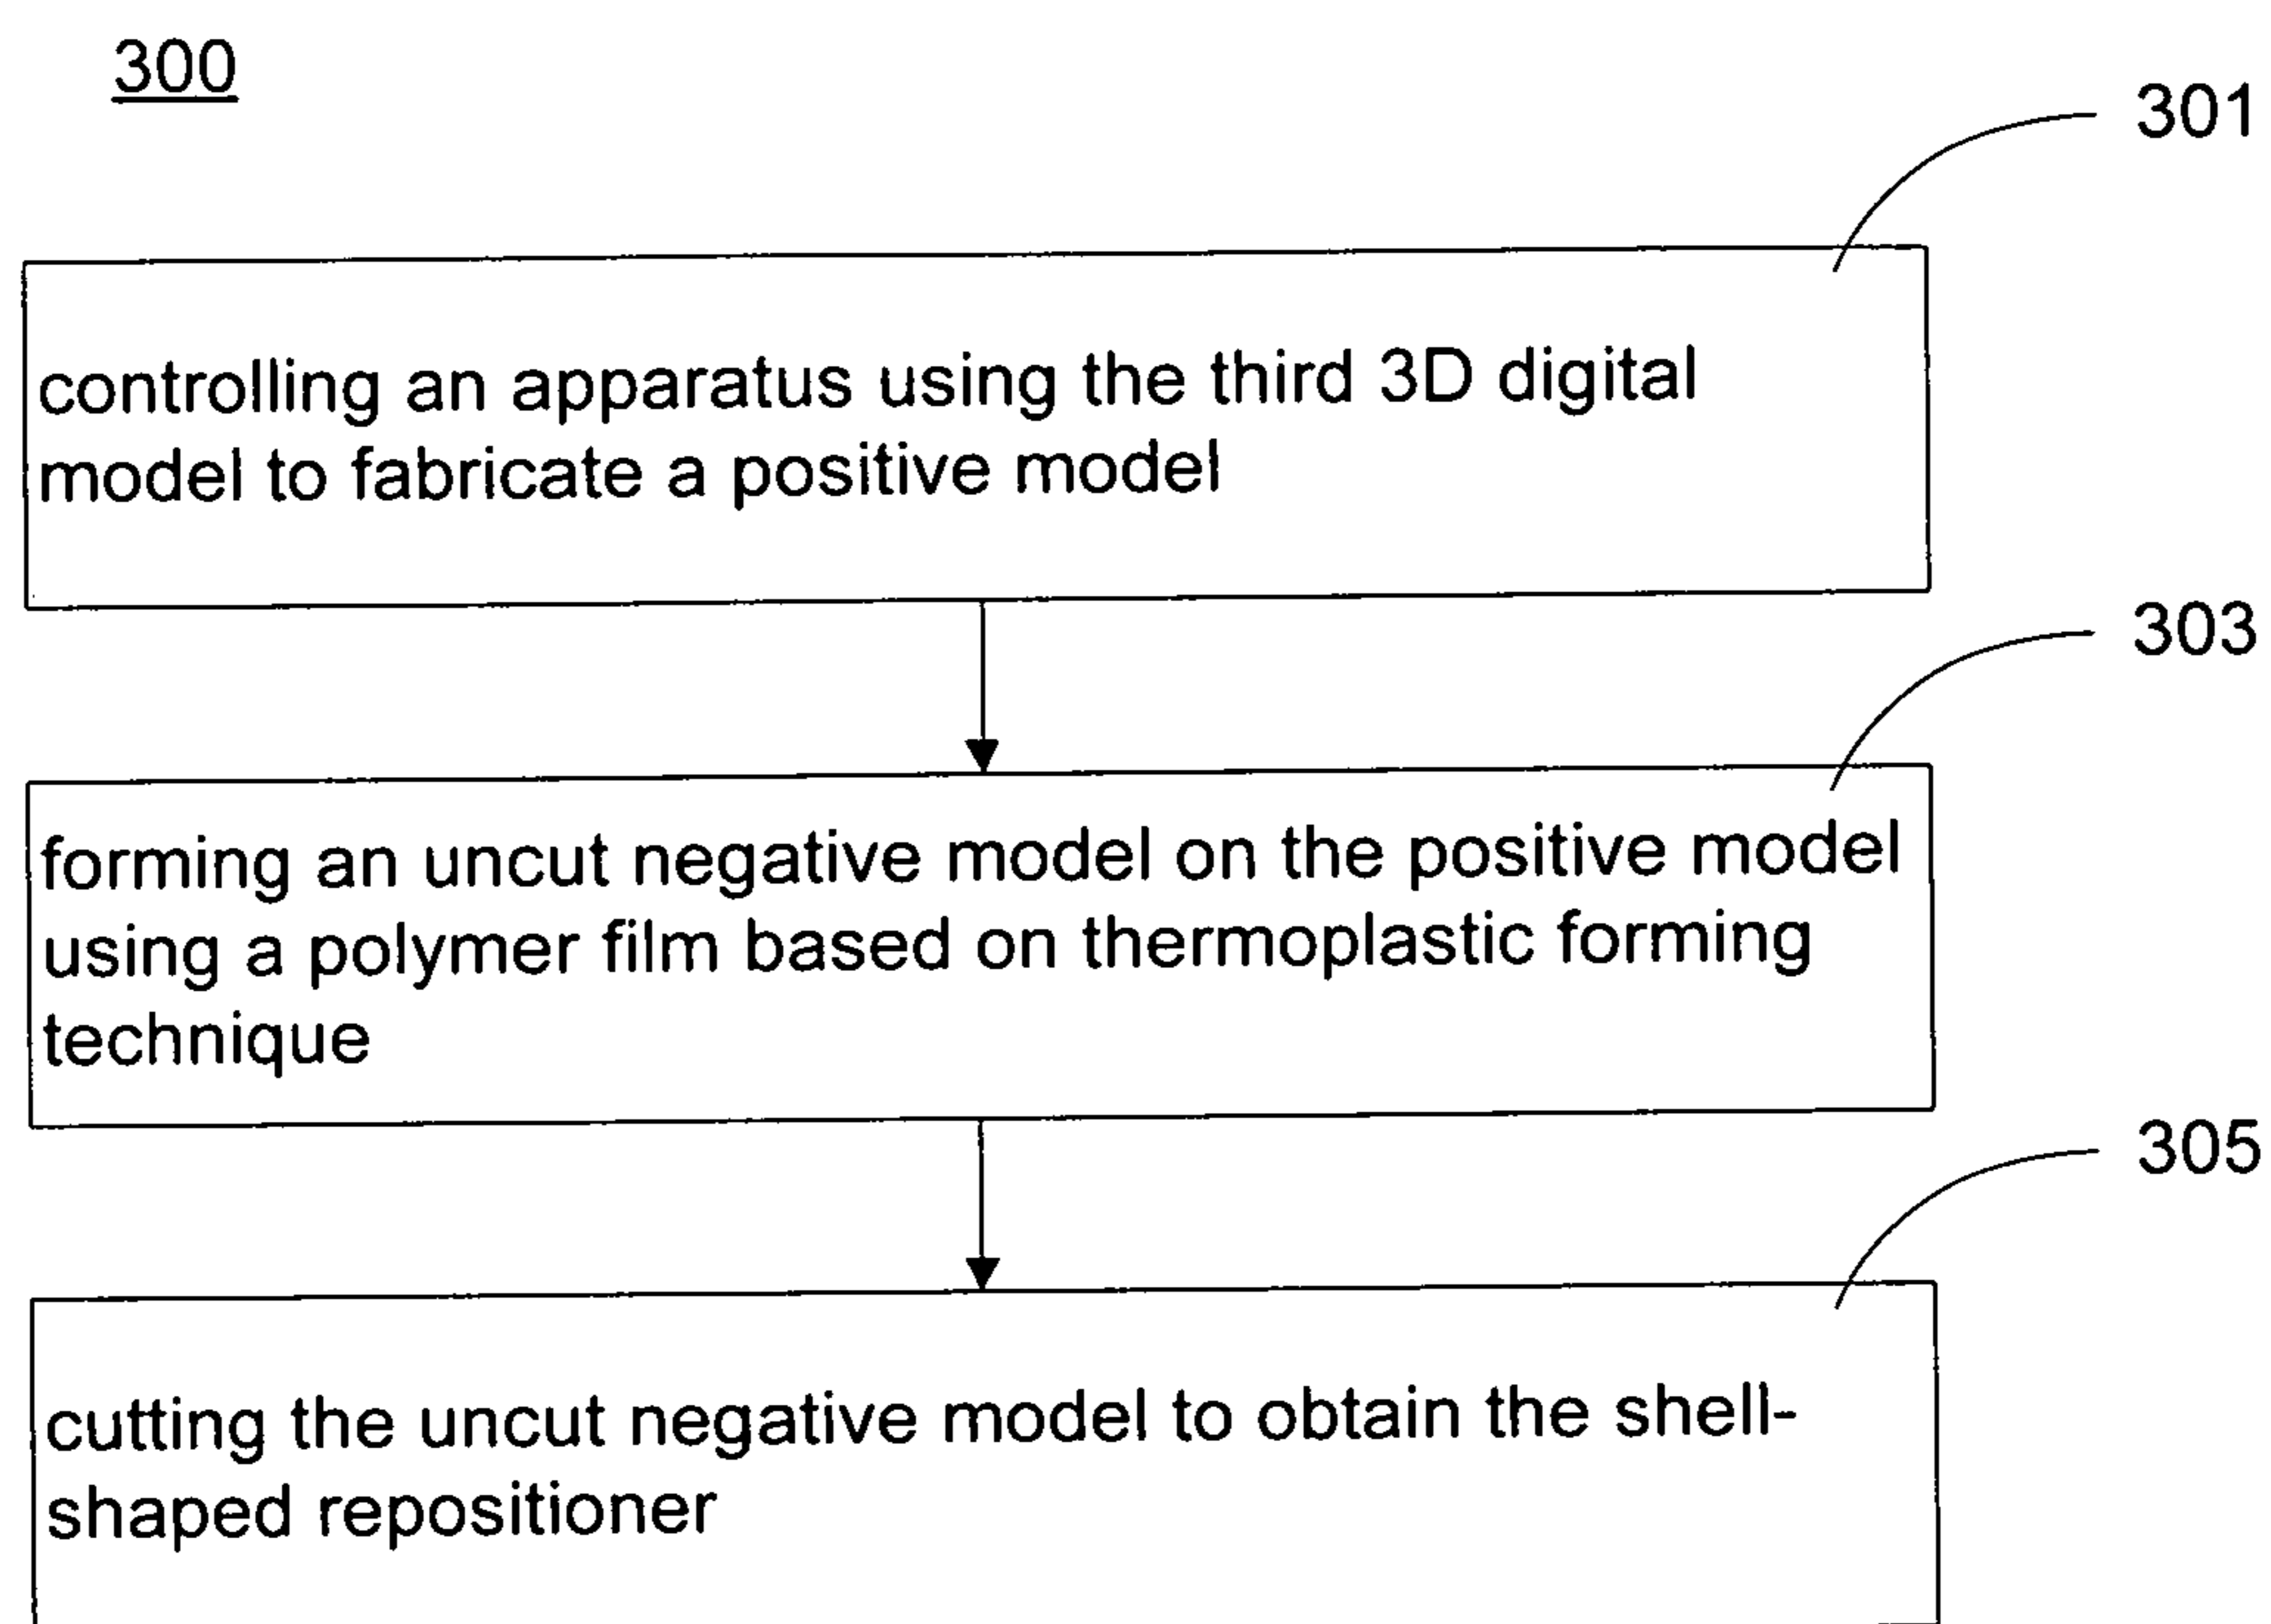 300
301
controlling an apparatus using the third 3D digital
model to fabricate a positive model
303
forming an uncut negative model on the positive model
using a polymer film based on thermoplastic forming
technique
305
cutting the uncut negative model to obtain the shell-
shaped repositioner